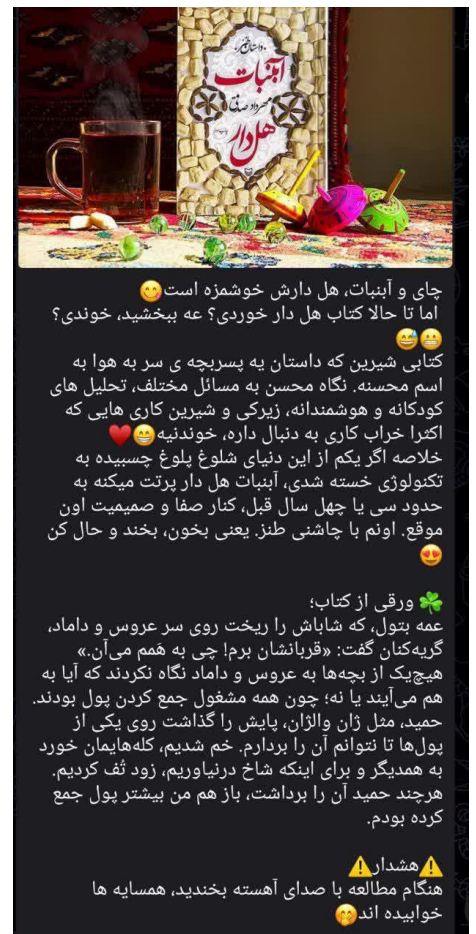 داستان طنز
آبنبات
مهرداد صدقی
هل‌دار
چای و آبنبات، هل دارش خوشمزه است😋
اما تا حالا کتاب هل دار خوردی؟ عه ببخشید، خوندی؟
😬😅
کتابی شیرین که داستان یه پسربچه ی سر به هوا به
اسم محسنه. نگاه محسن به مسائل مختلف، تحلیل های
کودکانه و هوشمندانه، زیرکی و شیرین کاری هایی که
اکثرا خراب کاری به دنبال داره، خوندنیه😁♥️
خلاصه اگر یکم از این دنیای شلوغ پلوغ چسبیده به
تکنولوژی خسته شدی، آبنبات هل دار پرتت میکنه به
حدود سی یا چهل سال قبل، کنار صفا و صمیمیت اون
موقع. اونم با چاشنی طنز. یعنی بخون، بخند و حال کن
😍
☘️ ورقی از کتاب؛
عمه بتول، که شاباش را ریخت روی سر عروس و داماد،
گریه‌کنان گفت: «قربانشان برم! چی به هَمم می‌آن.»
هیچ‌یک از بچه‌ها به عروس و داماد نگاه نکردند که آیا به
هم می‌آیند یا نه؛ چون همه مشغول جمع کردن پول بودند.
حمید، مثل ژان والژان، پایش را گذاشت روی یکی از
پول‌ها تا نتوانم آن را بردارم. خم شدیم، کله‌هایمان خورد
به همدیگر و برای اینکه شاخ درنیاوریم، زود تُف کردیم.
هرچند حمید آن را برداشت، باز هم من بیشتر پول جمع
کرده بودم.
⚠️هشدار⚠️
هنگام مطالعه با صدای آهسته بخندید، همسایه ها
خوابیده اند🤭